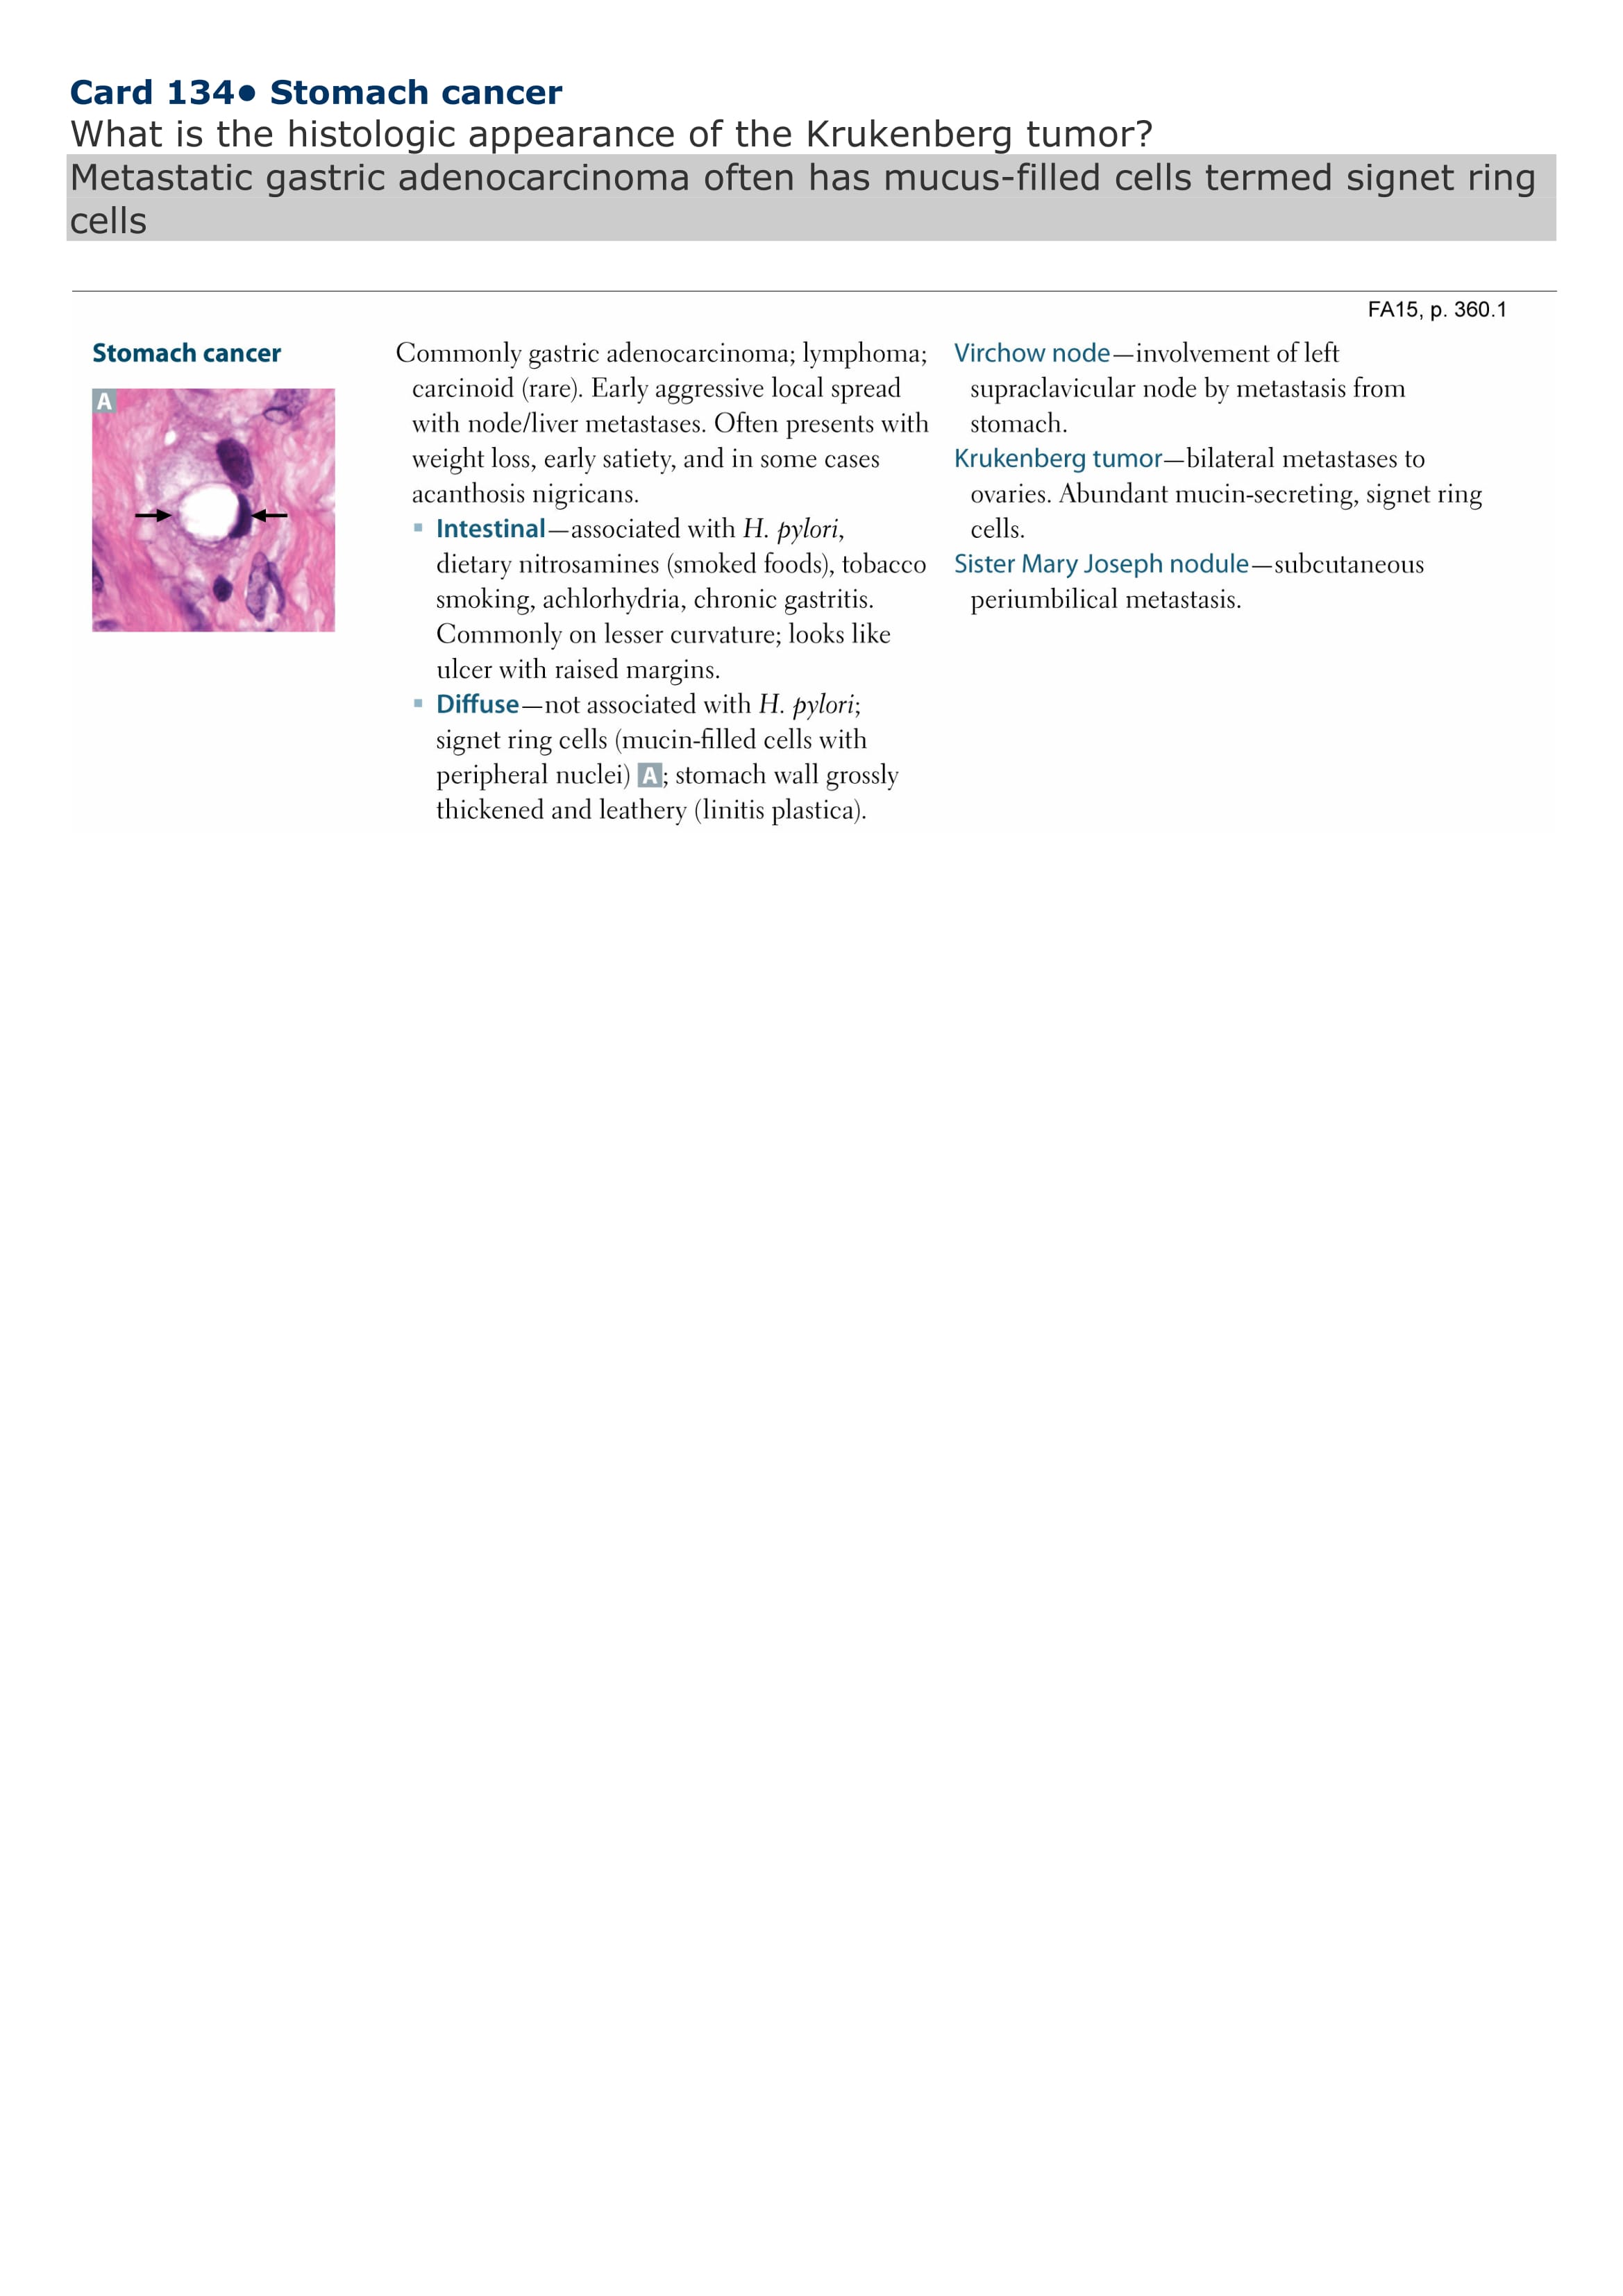 Card 134• Stomach cancer
What is the histologic appearance of the Krukenberg tumor?
Metastatic gastric adenocarcinoma often has mucus-filled cells termed signet ring
cells
FA15, p. 360.1
Stomach cancer
A
Commonly gastric adenocarcinoma; lymphoma;
carcinoid (rare). Early aggressive local spread
with node/liver metastases. Often presents with
weight loss, early satiety, and in some cases
acanthosis nigricans.
▪ Intestinal—associated with H. pylori,
dietary nitrosamines (smoked foods), tobacco
smoking, achlorhydria, chronic gastritis.
Commonly on lesser curvature; looks like
ulcer with raised margins.
▪ Diffuse—not associated with H. pylori;
signet ring cells (mucin-filled cells with
peripheral nuclei) A; stomach wall grossly
thickened and leathery (linitis plastica).
Virchow node—involvement of left
supraclavicular node by metastasis from
stomach.
Krukenberg tumor—bilateral metastases to
ovaries. Abundant mucin-secreting, signet ring
cells.
Sister Mary Joseph nodule—subcutaneous
periumbilical metastasis.